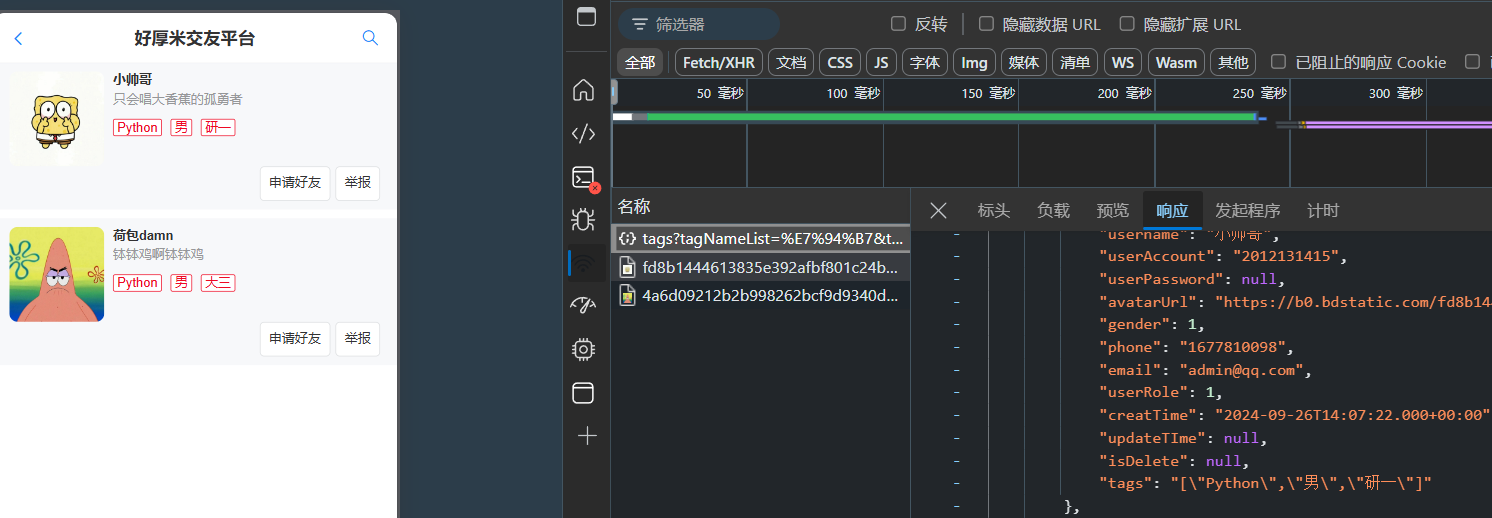 好厚米交友平台
小帅哥
只会唱大香蕉的孤勇者
Python 男 研一
申请好友 举报
荷包damn
钵钵鸡啊钵钵鸡
Python 男 大三
申请好友 举报
筛选器 反转 隐藏数据 URL 隐藏扩展 URL
全部 Fetch/XHR 文档 CSS JS 字体 Img 媒体 清单 WS Wasm 其他 已阻止的响应 Cookie
50 毫秒 100 毫秒 150 毫秒 200 毫秒 250 毫秒 300 毫秒
名称
tags?tagNameList=%E7%94%B7&t...
fd8b1444613835e392afbf801c24b...
4a6d09212b2b998262bcf9d9340d...
标头 负载 预览 响应 发起程序 计时
"username": "小帅哥",
"userAccount": "2012131415",
"userPassword": null,
"avatarUrl": "https://b0.bdstatic.com/fd8b144
"gender": 1,
"phone": "1677810098",
"email": "admin@qq.com",
"userRole": 1,
"creatTime": "2024-09-26T14:07:22.000+00:00"
"updateTIme": null,
"isDelete": null,
"tags": "[\"Python\",\"男\",\"研一\"]"
},